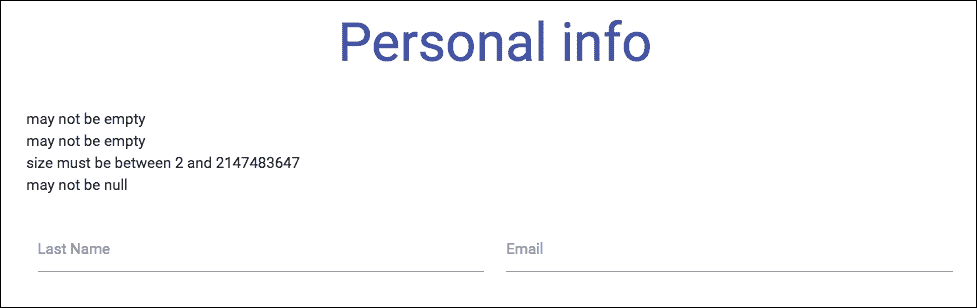 Personal info
may not be empty
may not be empty
size must be between 2 and 2147483647
may not be null
Last Name
Email